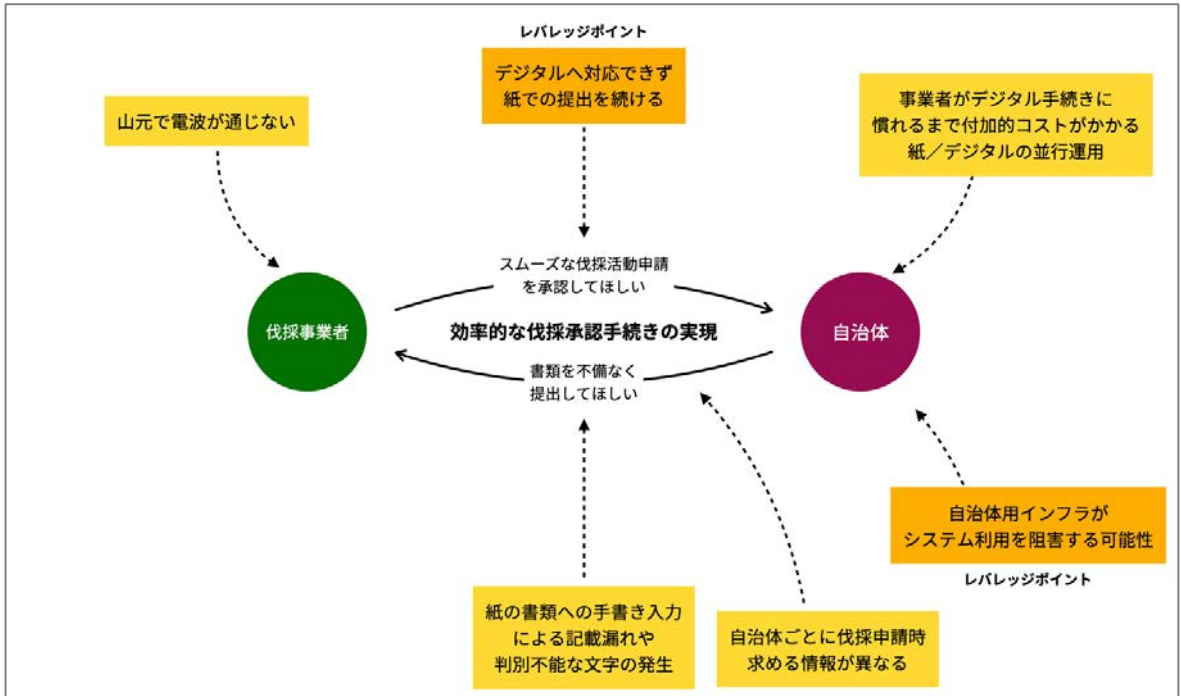 レバレッジポイント
デジタルへ対応できず
紙での提出を続ける
山元で電波が通じない
事業者がデジタル手続きに
慣れるまで付加的コストがかかる
紙／デジタルの並行運用
スムーズな伐採活動申請
を承認してほしい
伐採事業者
効率的な伐採承認手続きの実現
自治体
書類を不備なく
提出してほしい
自治体用インフラが
システム利用を阻害する可能性
レバレッジポイント
紙の書類への手書き入力
による記載漏れや
判別不能な文字の発生
自治体ごとに伐採申請時
求める情報が異なる